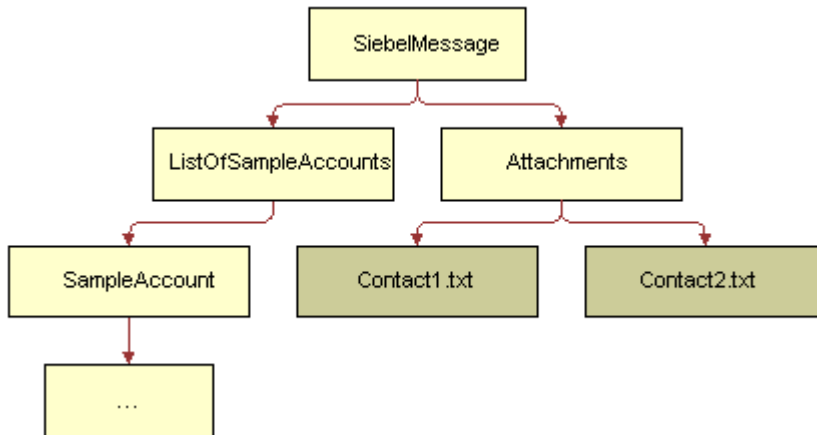 SiebelMessage
ListOfSampleAccounts
Attachments
SampleAccount
Contact1.txt
Contact2.txt
...